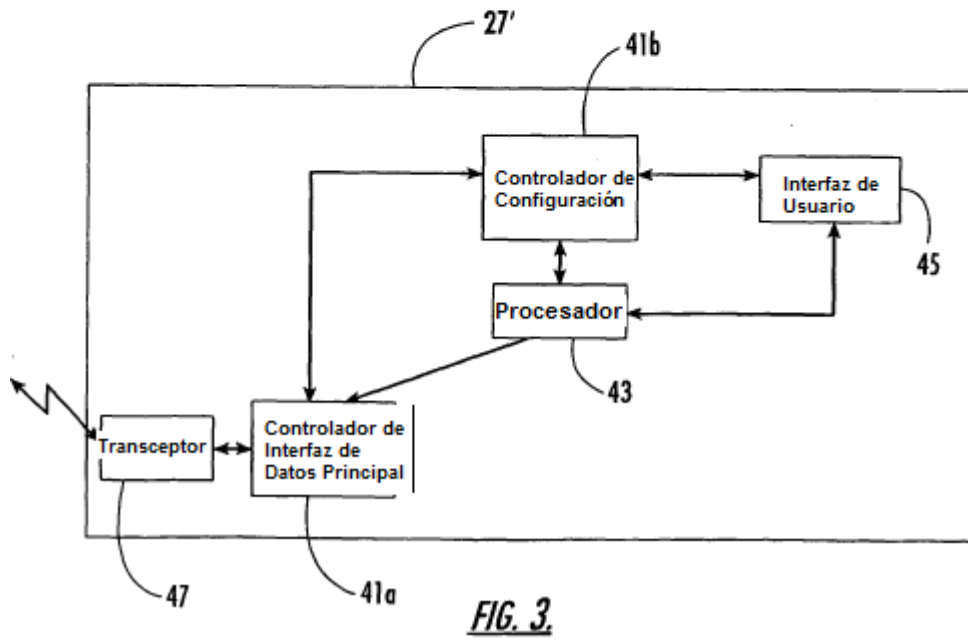 27'
41b
Controlador de
Configuración
Interfaz de
Usuario
45
Procesador
43
Transceptor
Controlador de
Interfaz de
Datos Principal
47
41a
FIG. 3.